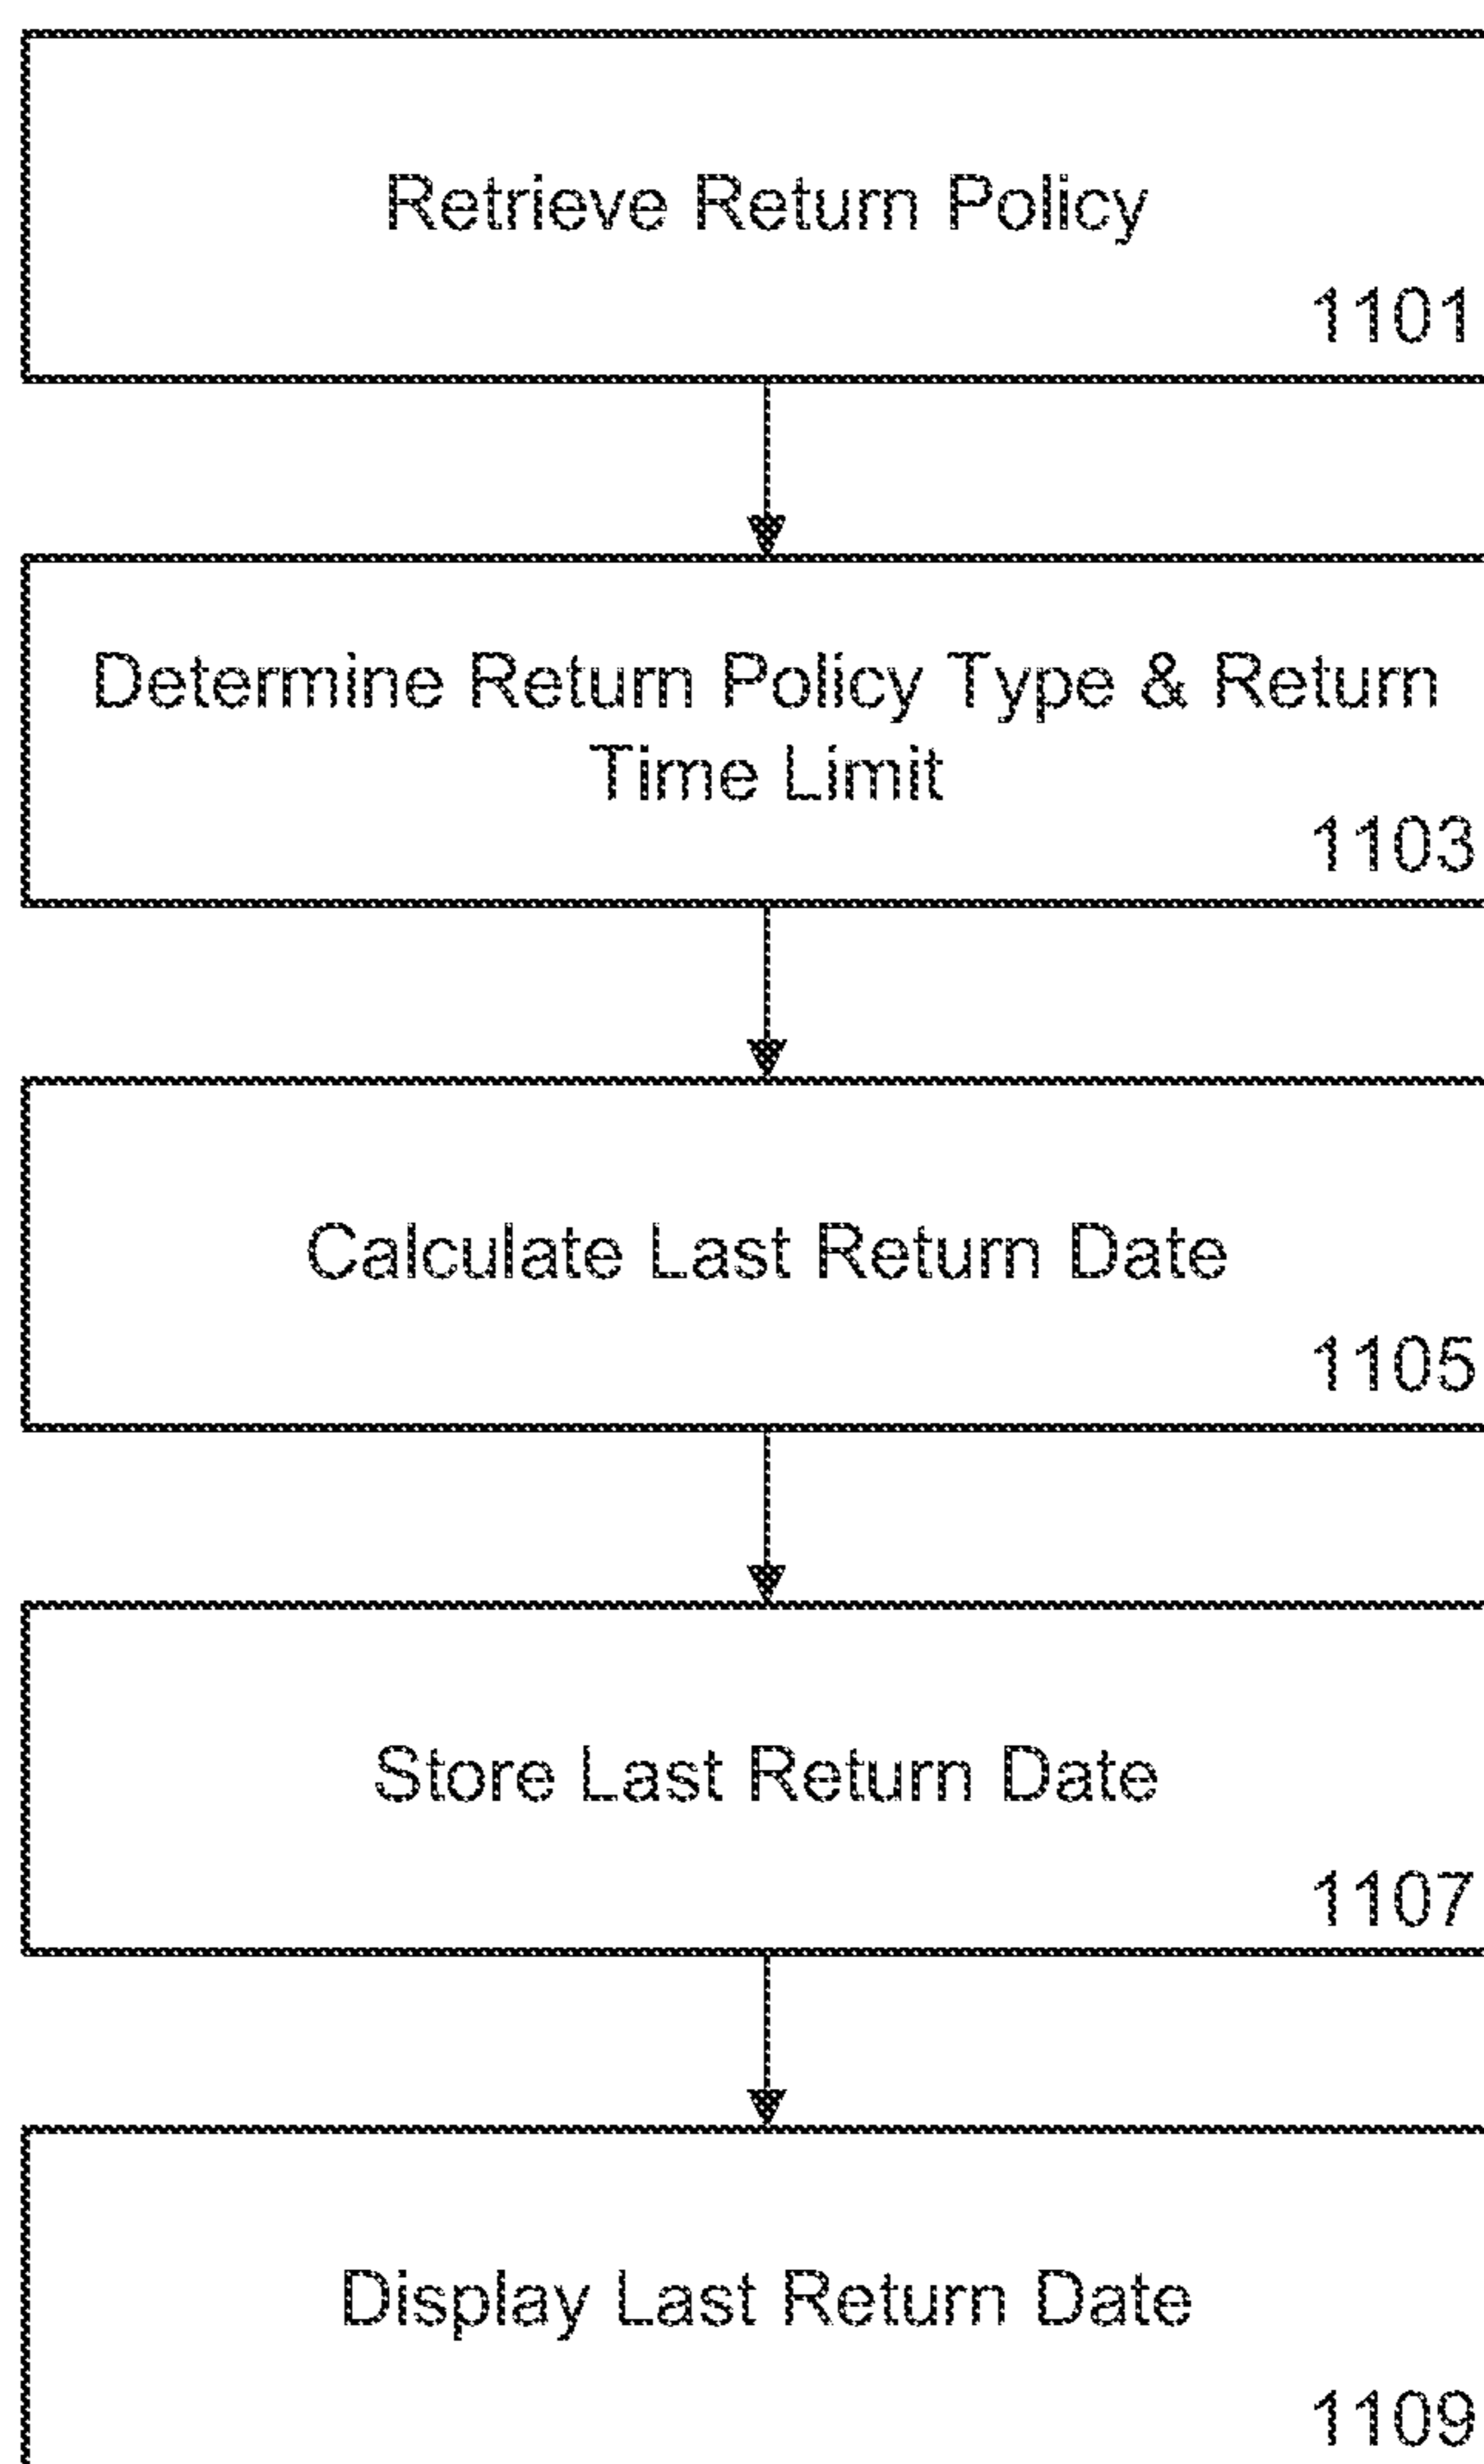 Retrieve Return Policy
1101
Determine Return Policy Type & Return
Time Limit
1103
Calculate Last Return Date
1105
Store Last Return Date
1107
Display Last Return Date
1109